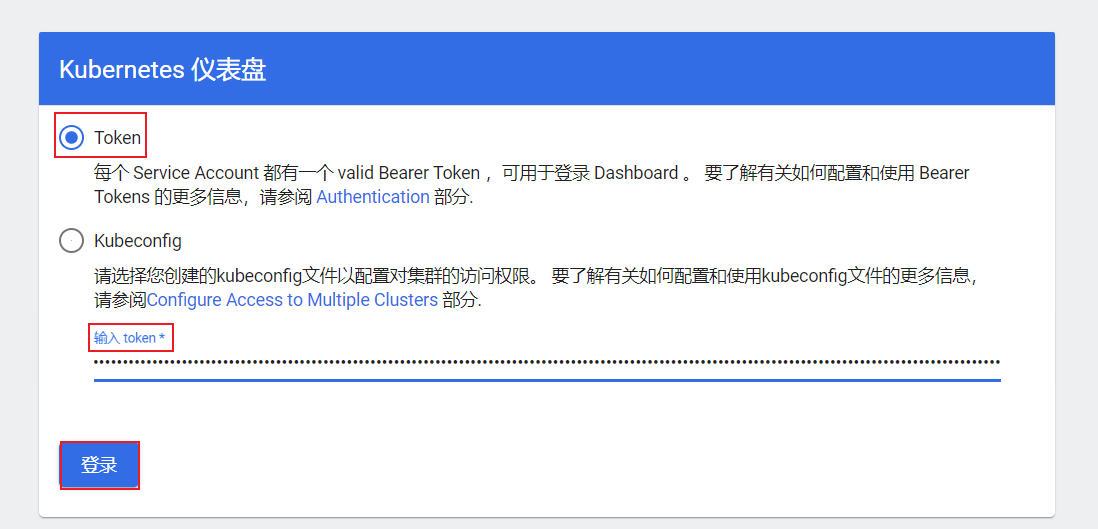 Kubernetes 仪表盘
Token
每个 Service Account 都有一个 valid Bearer Token ，可用于登录 Dashboard 。 要了解有关如何配置和使用 Bearer
Tokens 的更多信息，请参阅 Authentication 部分.
Kubeconfig
请选择您创建的kubeconfig文件以配置对集群的访问权限。 要了解有关如何配置和使用kubeconfig文件的更多信息，
请参阅Configure Access to Multiple Clusters 部分.
输入 token *
登录